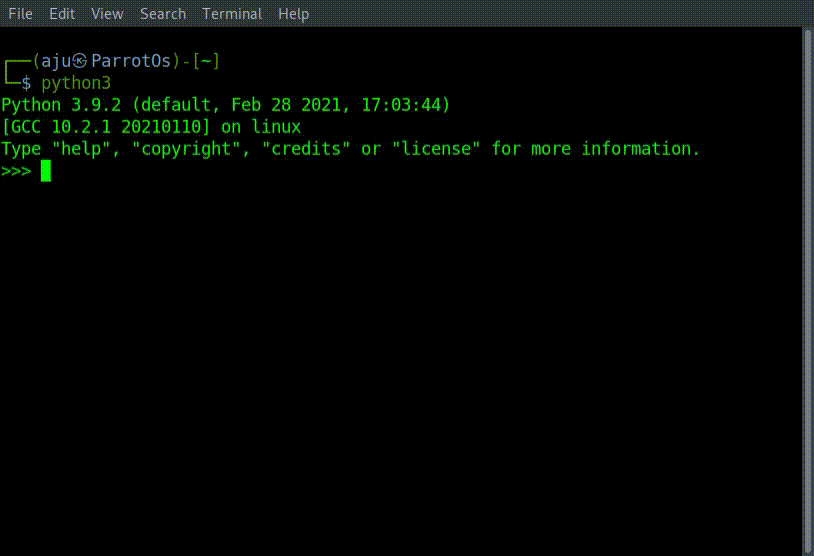 File Edit View Search Terminal Help
┌──(aju㉿ParrotOs)-[~]
└─$ python3
Python 3.9.2 (default, Feb 28 2021, 17:03:44)
[GCC 10.2.1 20210110] on linux
Type "help", "copyright", "credits" or "license" for more information.
>>>